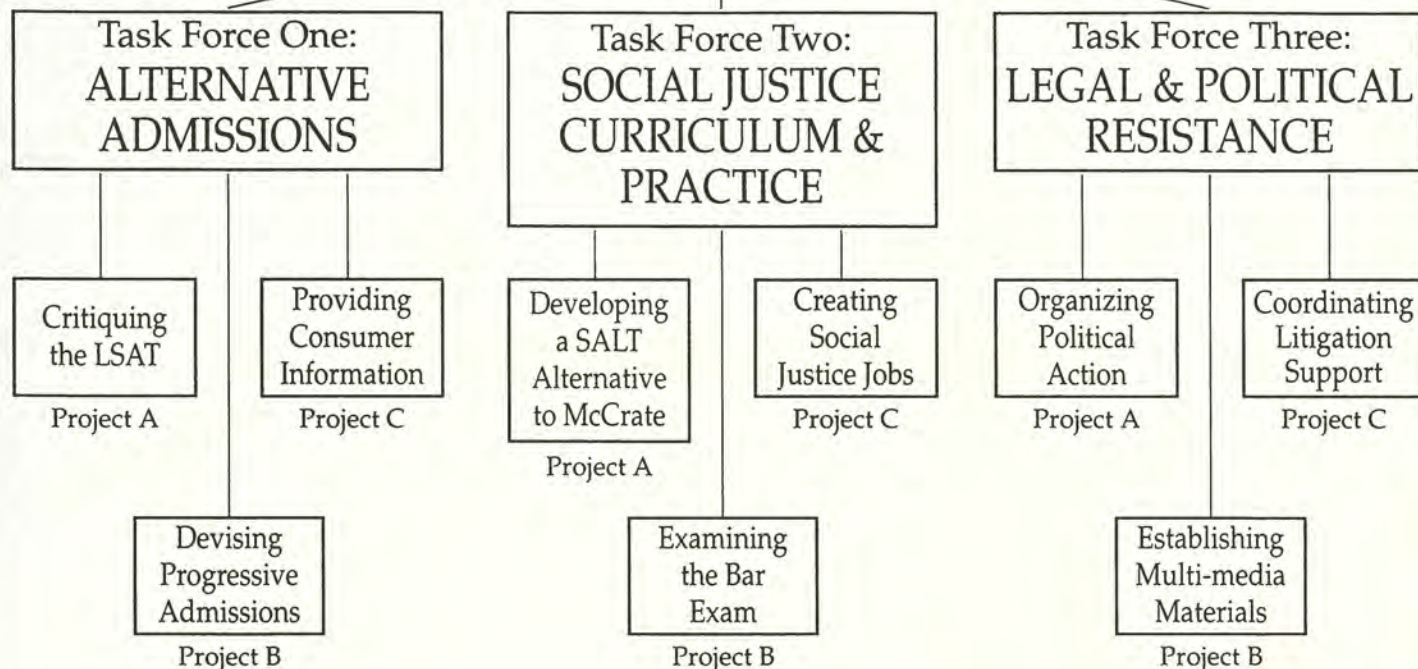 Task Force One:
ALTERNATIVE
ADMISSIONS
Critiquing
the LSAT
Project A
Providing
Consumer
Information
Project C
Devising
Progressive
Admissions
Project B
Task Force Two:
SOCIAL JUSTICE
CURRICULUM &
PRACTICE
Developing
a SALT
Alternative
to McCrate
Project A
Creating
Social
Justice Jobs
Project C
Examining
the Bar
Exam
Project B
Task Force Three:
LEGAL & POLITICAL
RESISTANCE
Organizing
Political
Action
Project A
Coordinating
Litigation
Support
Project C
Establishing
Multi-media
Materials
Project B